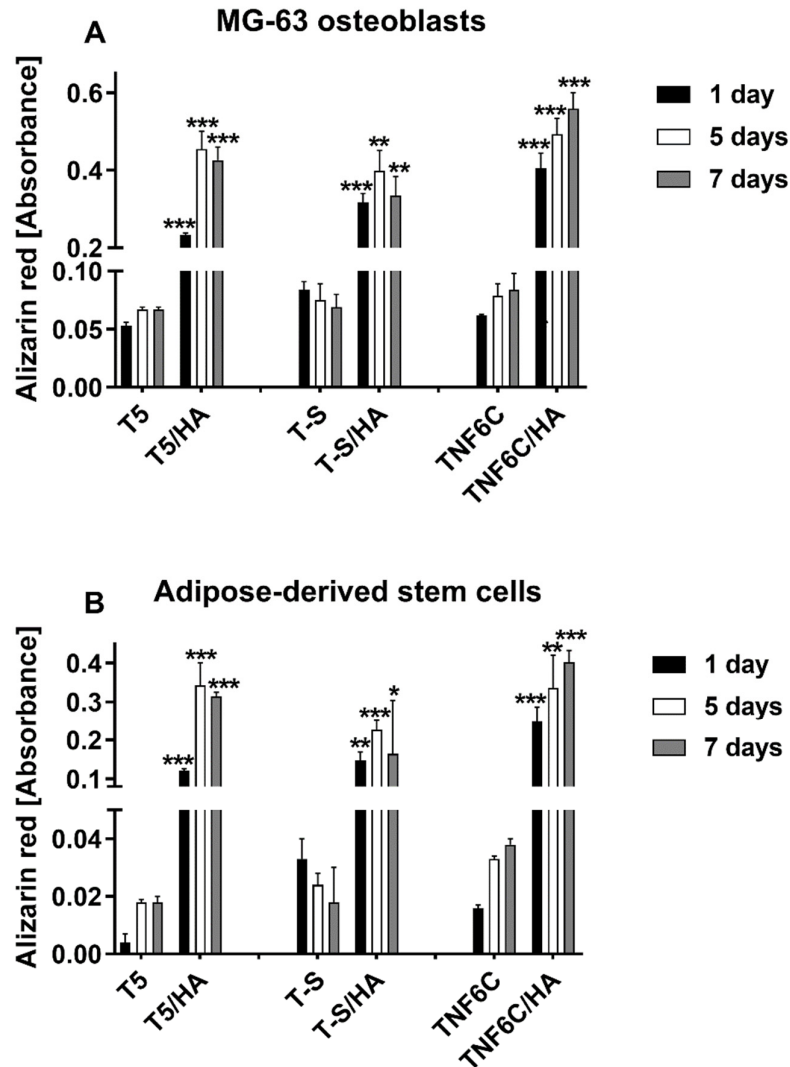 A
MG-63 osteoblasts
Alizarin red [Absorbance]
0.6
0.4
0.2
0.10
0.05
0.00
***
***
***
***
**
**
***
***
***
1 day
5 days
7 days
T5
T5/HA
T-S
T-S/HA
TNF6C
TNF6C/HA
B
Adipose-derived stem cells
Alizarin red [Absorbance]
0.4
0.3
0.2
0.1
0.04
0.02
0.00
***
***
***
**
***
*
***
**
***
1 day
5 days
7 days
T5
T5/HA
T-S
T-S/HA
TNF6C
TNF6C/HA